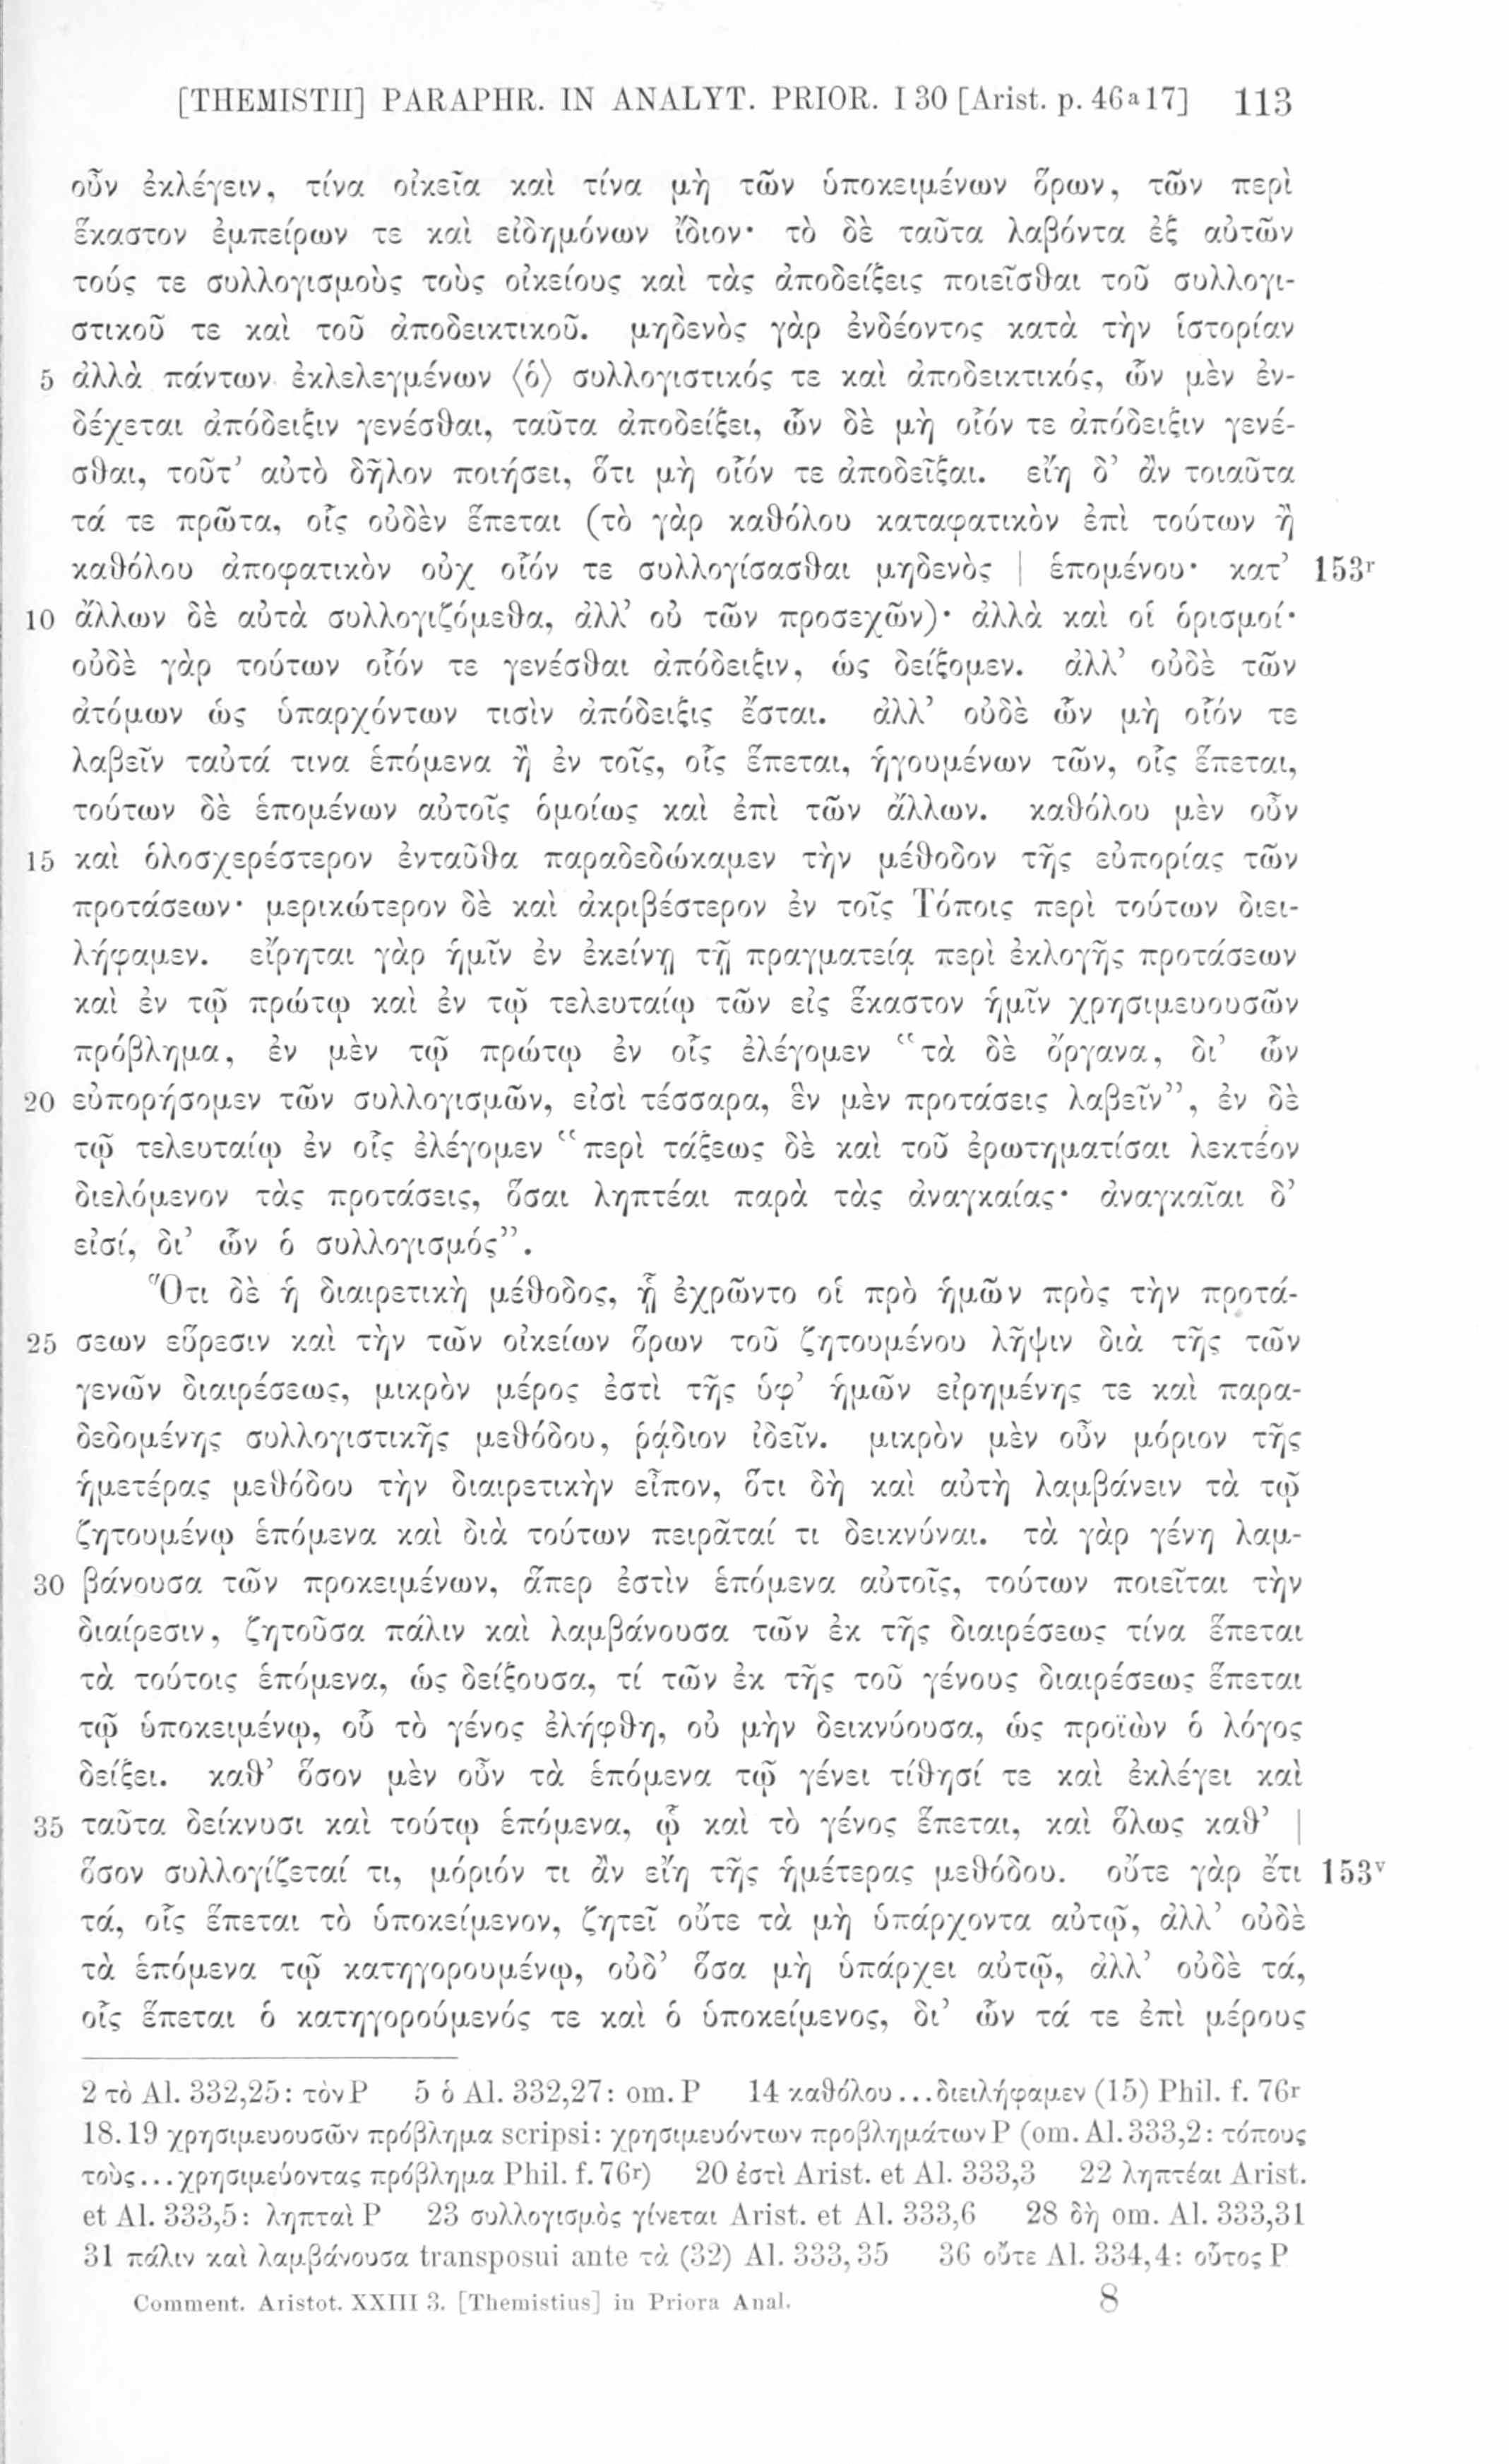 [THEMISTII] PARAPHR. IN ANALYT. PRIOR. I 30 [Arist. p. 46a17] 113
οὖν ἐκλέγειν, τίνα οἰκεῖα καὶ τίνα μὴ τῶν ὑποκειμένων ὅρων, τῶν περὶ
ἕκαστον ἐμπείρων τε καὶ εἰδημόνων ἴδιον· τὸ δὲ ταῦτα λαβόντα ἐξ αὐτῶν
τούς τε συλλογισμοὺς τοὺς οἰκείους καὶ τὰς ἀποδείξεις ποιεῖσθαι τοῦ συλλογι-
στικοῦ τε καὶ τοῦ ἀποδεικτικοῦ. μηδενὸς γὰρ ἐνδέοντος κατὰ τὴν ἱστορίαν
5 ἀλλὰ πάντων ἐκλελεγμένων ⟨ὁ⟩ συλλογιστικός τε καὶ ἀποδεικτικός, ὧν μὲν ἐν-
δέχεται ἀπόδειξιν γενέσθαι, ταῦτα ἀποδείξει, ὧν δὲ μὴ οἷόν τε ἀπόδειξιν γενέ-
σθαι, τοῦτ’ αὐτὸ δῆλον ποιήσει, ὅτι μὴ οἷόν τε ἀποδεῖξαι. εἴη δ’ ἂν τοιαῦτα
τά τε πρῶτα, οἷς οὐδὲν ἕπεται (τὸ γὰρ καθόλου καταφατικὸν ἐπὶ τούτων ἢ
καθόλου ἀποφατικὸν οὐχ οἷόν τε συλλογίσασθαι μηδενὸς | ἑπομένου· κατ’ 153r
10 ἄλλων δὲ αὐτὰ συλλογιζόμεθα, ἀλλ’ οὐ τῶν προσεχῶν)· ἀλλὰ καὶ οἱ ὁρισμοί·
οὐδὲ γὰρ τούτων οἷόν τε γενέσθαι ἀπόδειξιν, ὡς δείξομεν. ἀλλ’ οὐδὲ τῶν
ἀτόμων ὡς ὑπαρχόντων τισὶν ἀπόδειξις ἔσται. ἀλλ’ οὐδὲ ὧν μὴ οἷόν τε
λαβεῖν ταὐτά τινα ἑπόμενα ἢ ἐν τοῖς, οἷς ἕπεται, ἡγουμένων τῶν, οἷς ἕπεται,
τούτων δὲ ἑπομένων αὐτοῖς ὁμοίως καὶ ἐπὶ τῶν ἄλλων. καθόλου μὲν οὖν
15 καὶ ὁλοσχερέστερον ἐνταῦθα παραδεδώκαμεν τὴν μέθοδον τῆς εὐπορίας τῶν
προτάσεων· μερικώτερον δὲ καὶ ἀκριβέστερον ἐν τοῖς Τόποις περὶ τούτων διει-
λήφαμεν. εἴρηται γὰρ ἡμῖν ἐν ἐκείνῃ τῇ πραγματείᾳ περὶ ἐκλογῆς προτάσεων
καὶ ἐν τῷ πρώτῳ καὶ ἐν τῷ τελευταίῳ τῶν εἰς ἕκαστον ἡμῖν χρησιμευουσῶν
πρόβλημα, ἐν μὲν τῷ πρώτῳ ἐν οἷς ἐλέγομεν “τὰ δὲ ὄργανα, δι’ ὧν
20 εὐπορήσομεν τῶν συλλογισμῶν, εἰσὶ τέσσαρα, ἓν μὲν προτάσεις λαβεῖν”, ἐν δὲ
τῷ τελευταίῳ ἐν οἷς ἐλέγομεν “περὶ τάξεως δὲ καὶ τοῦ ἐρωτηματίσαι λεκτέον
διελόμενον τὰς προτάσεις, ὅσαι ληπτέαι παρὰ τὰς ἀναγκαίας· ἀναγκαῖαι δ’
εἰσί, δι’ ὧν ὁ συλλογισμός”.
Ὅτι δὲ ἡ διαιρετικὴ μέθοδος, ᾗ ἐχρῶντο οἱ πρὸ ἡμῶν πρὸς τὴν προτά-
25 σεων εὕρεσιν καὶ τὴν τῶν οἰκείων ὅρων τοῦ ζητουμένου λῆψιν διὰ τῆς τῶν
γενῶν διαιρέσεως, μικρὸν μέρος ἐστὶ τῆς ὑφ’ ἡμῶν εἰρημένης τε καὶ παρα-
δεδομένης συλλογιστικῆς μεθόδου, ῥᾴδιον ἰδεῖν. μικρὸν μὲν οὖν μόριον τῆς
ἡμετέρας μεθόδου τὴν διαιρετικὴν εἶπον, ὅτι δὴ καὶ αὐτὴ λαμβάνειν τὰ τῷ
ζητουμένῳ ἑπόμενα καὶ διὰ τούτων πειρᾶταί τι δεικνύναι. τὰ γὰρ γένη λαμ-
30 βάνουσα τῶν προκειμένων, ἅπερ ἐστὶν ἑπόμενα αὐτοῖς, τούτων ποιεῖται τὴν
διαίρεσιν, ζητοῦσα πάλιν καὶ λαμβάνουσα τῶν ἐκ τῆς διαιρέσεως τίνα ἕπεται
τὰ τούτοις ἑπόμενα, ὡς δείξουσα, τί τῶν ἐκ τῆς τοῦ γένους διαιρέσεως ἕπεται
τῷ ὑποκειμένῳ, οὗ τὸ γένος ἐλήφθη, οὐ μὴν δεικνύουσα, ὡς προϊὼν ὁ λόγος
δείξει. καθ’ ὅσον μὲν οὖν τὰ ἑπόμενα τῷ γένει τίθησί τε καὶ ἐκλέγει καὶ
35 ταῦτα δείκνυσι καὶ τούτῳ ἑπόμενα, ᾧ καὶ τὸ γένος ἕπεται, καὶ ὅλως καθ’ |
ὅσον συλλογίζεταί τι, μόριόν τι ἂν εἴη τῆς ἡμέτερας μεθόδου. οὔτε γὰρ ἔτι 153v
τά, οἷς ἕπεται τὸ ὑποκείμενον, ζητεῖ οὔτε τὰ μὴ ὑπάρχοντα αὐτῷ, ἀλλ’ οὐδὲ
τὰ ἑπόμενα τῷ κατηγορουμένῳ, οὐδ’ ὅσα μὴ ὑπάρχει αὐτῷ, ἀλλ’ οὐδὲ τά,
οἷς ἕπεται ὁ κατηγορούμενός τε καὶ ὁ ὑποκείμενος, δι’ ὧν τά τε ἐπὶ μέρους
2 τὸ Al. 332,25: τὸν P 5 ὁ Al. 332,27: om. P 14 καθόλου...διειλήφαμεν (15) Phil. f. 76r
18.19 χρησιμευουσῶν πρόβλημα scripsi: χρησιμευόντων προβλημάτων P (om. Al. 333,2: τόπους
τοὺς...χρησιμεύοντας πρόβλημα Phil. f. 76r) 20 ἐστὶ Arist. et Al. 333,3 22 ληπτέαι Arist.
et Al. 333,5: ληπταὶ P 23 συλλογισμὸς γίνεται Arist. et Al. 333,6 28 δὴ om. Al. 333,31
31 πάλιν καὶ λαμβάνουσα transposui ante τὰ (32) Al. 333,35 36 οὔτε Al. 334,4: οὗτος P
Comment. Aristot. XXIII 3. [Themistius] in Priora Anal. 8